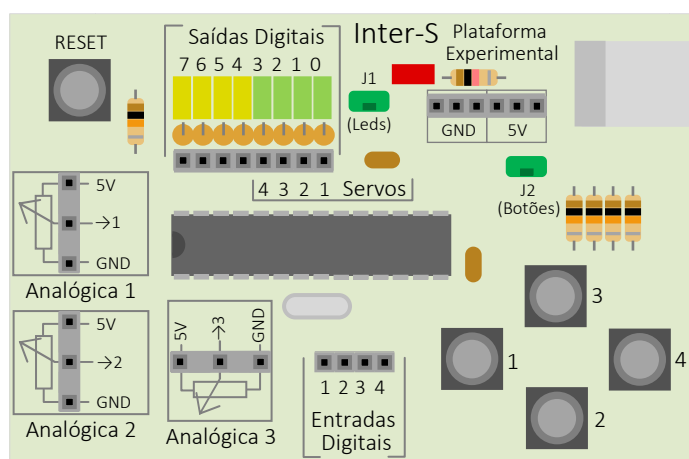 RESET
Saídas Digitais
7 6 5 4 3 2 1 0
Inter-S
Plataforma
Experimental
J1
(Leds)
GND 5V
4 3 2 1 Servos
J2
(Botões)
5V
→1
GND
Analógica 1
5V
→2
GND
Analógica 2
5V
→3
GND
Analógica 3
1 2 3 4
Entradas
Digitais
3
1
4
2